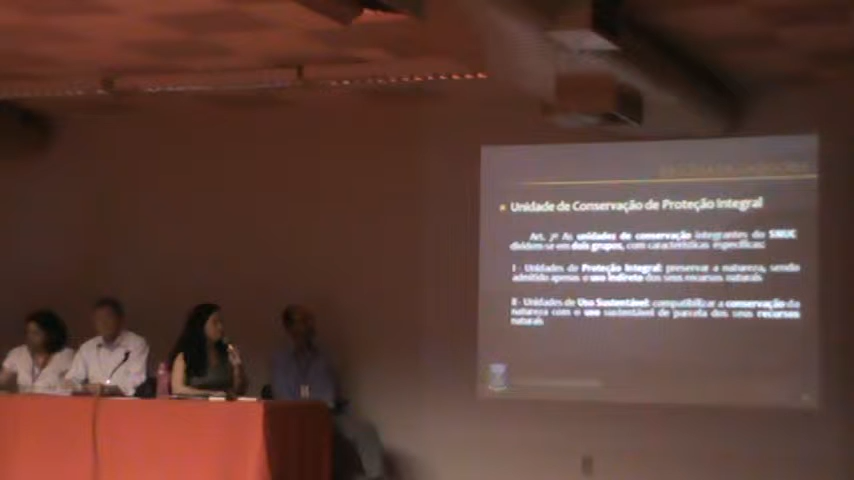 Unidade de Conservação de Proteção Integral
Art. 7º As unidades de conservação integrantes do SNUC
dividem-se em dois grupos, com características específicas:
I - Unidades de Proteção Integral: preservar a natureza, sendo
admitido apenas o uso indireto dos seus recursos
naturais
II - Unidades de Uso Sustentável: compatibilizar a conservação da
natureza com o uso sustentável de parcela dos seus recursos
naturais